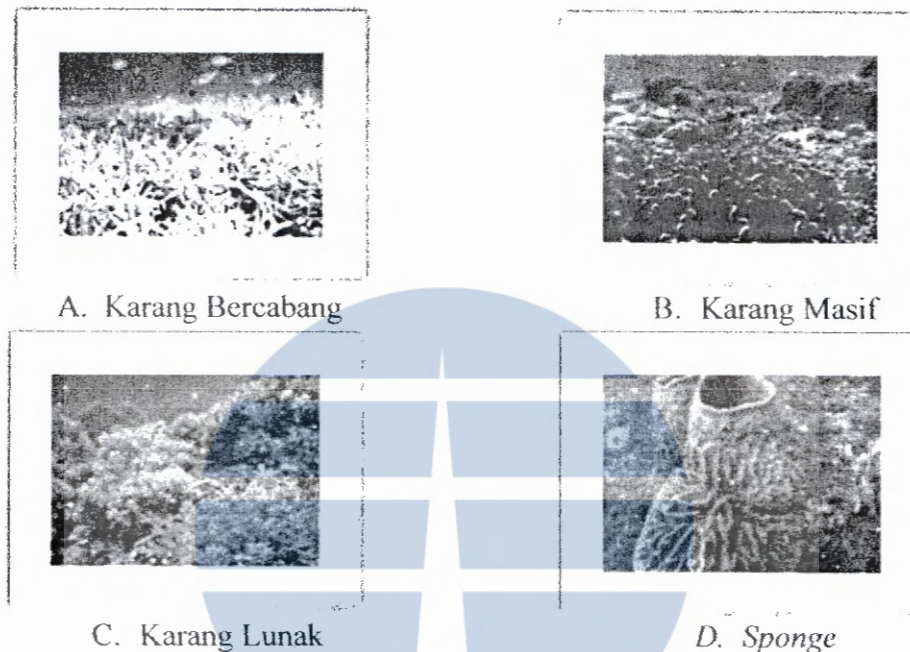 A. Karang Bercabang
B. Karang Masif
C. Karang Lunak
D. Sponge